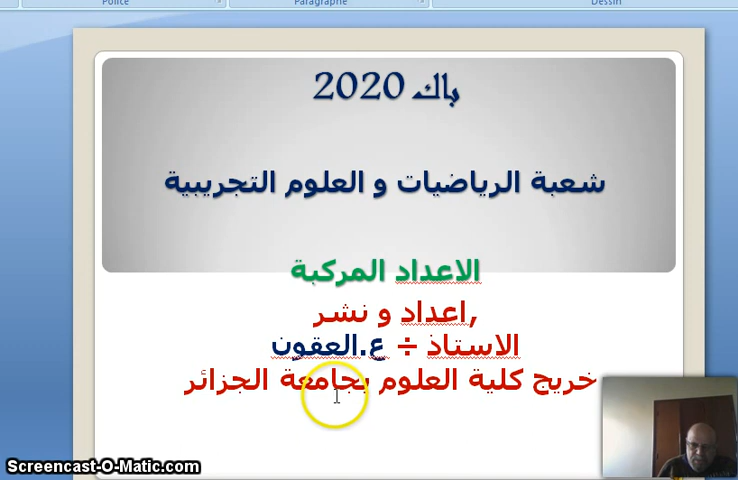 Police
Paragraphe
Dessin
باك 2020
شعبة الرياضيات و العلوم التجريبية
الاعداد المركبة
,اعداد و نشر
الاستاذ ÷ ع.العقون
خريج كلية العلوم بجامعة الجزائر
Screencast-O-Matic.com